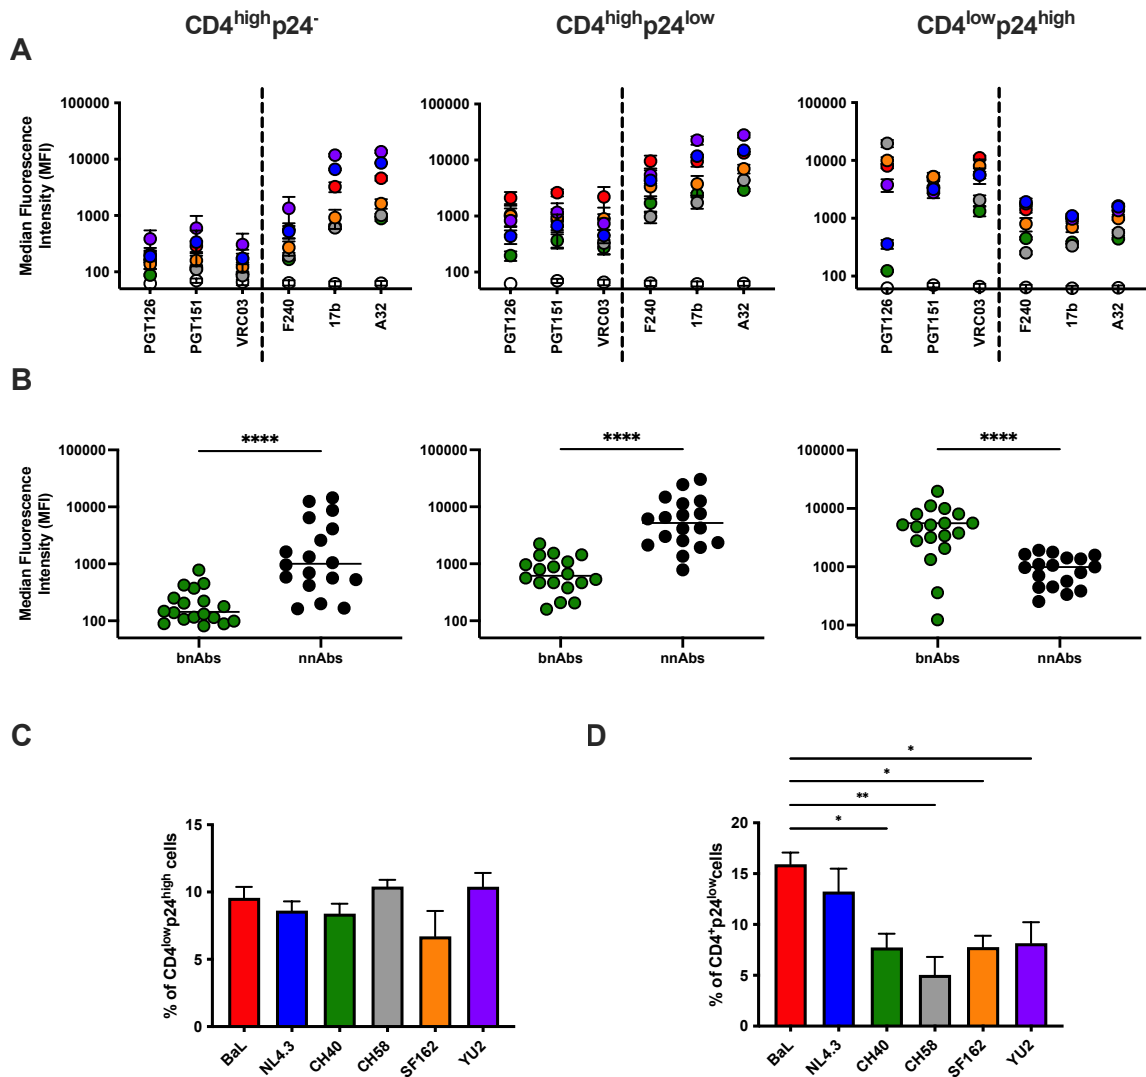 CD4highp24- CD4highp24low CD4lowp24high
A
100000 100000 100000
10000 10000 10000
1000 1000 1000
100 100 100
Median Fluorescence
Intensity (MFI)
PGT126 PGT151 VRC03 F240 17b A32
PGT126 PGT151 VRC03 F240 17b A32
PGT126 PGT151 VRC03 F240 17b A32
B
**** **** ****
100000 100000 100000
10000 10000 10000
1000 1000 1000
100 100 100
Median Fluorescence
Intensity (MFI)
bnAbs nnAbs bnAbs nnAbs bnAbs nnAbs
C
15
10
5
0
% of CD4lowp24high cells
BaL NL4.3 CH40 CH58 SF162 YU2
D
*
*
**
*
20
15
10
5
0
% of CD4+p24lowcells
BaL NL4.3 CH40 CH58 SF162 YU2